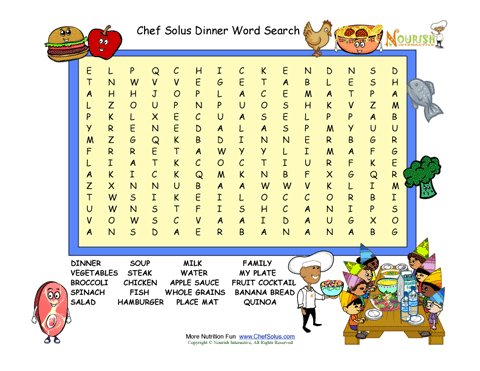 Chef Solus Dinner Word Search
NOURISH
INTERACTIVE
E L P Q C H I C K E N D N S D
T N W V V E G E T A B L E S H
A H H J O P L A C E M A T P A
L Z O U P N P U O S H K V Z M
P K L X E C U A S E L P P A B
Y R E N E D A L A S P M Y U U
M Z G Q K B D I N N E R B G R
F R R E T A W Y Y L I M A F G
L I A T K C O C T I U R F K E
A K I C K Q M K N B F X G Q R
Z X N N U B A A W W V K L I M
T W S I K E I L O C C O R B I
U W N S T F I S H C A N I P S
V O W S C V A A I D A U G X O
A N S D A E R B A N A N A B G
DINNER SOUP MILK FAMILY
VEGETABLES STEAK WATER MY PLATE
BROCCOLI CHICKEN APPLE SAUCE FRUIT COCKTAIL
SPINACH FISH WHOLE GRAINS BANANA BREAD
SALAD HAMBURGER PLACE MAT QUINOA
More Nutrition Fun www.ChefSolus.com
Copyright © Nourish Interactive, All Rights Reserved